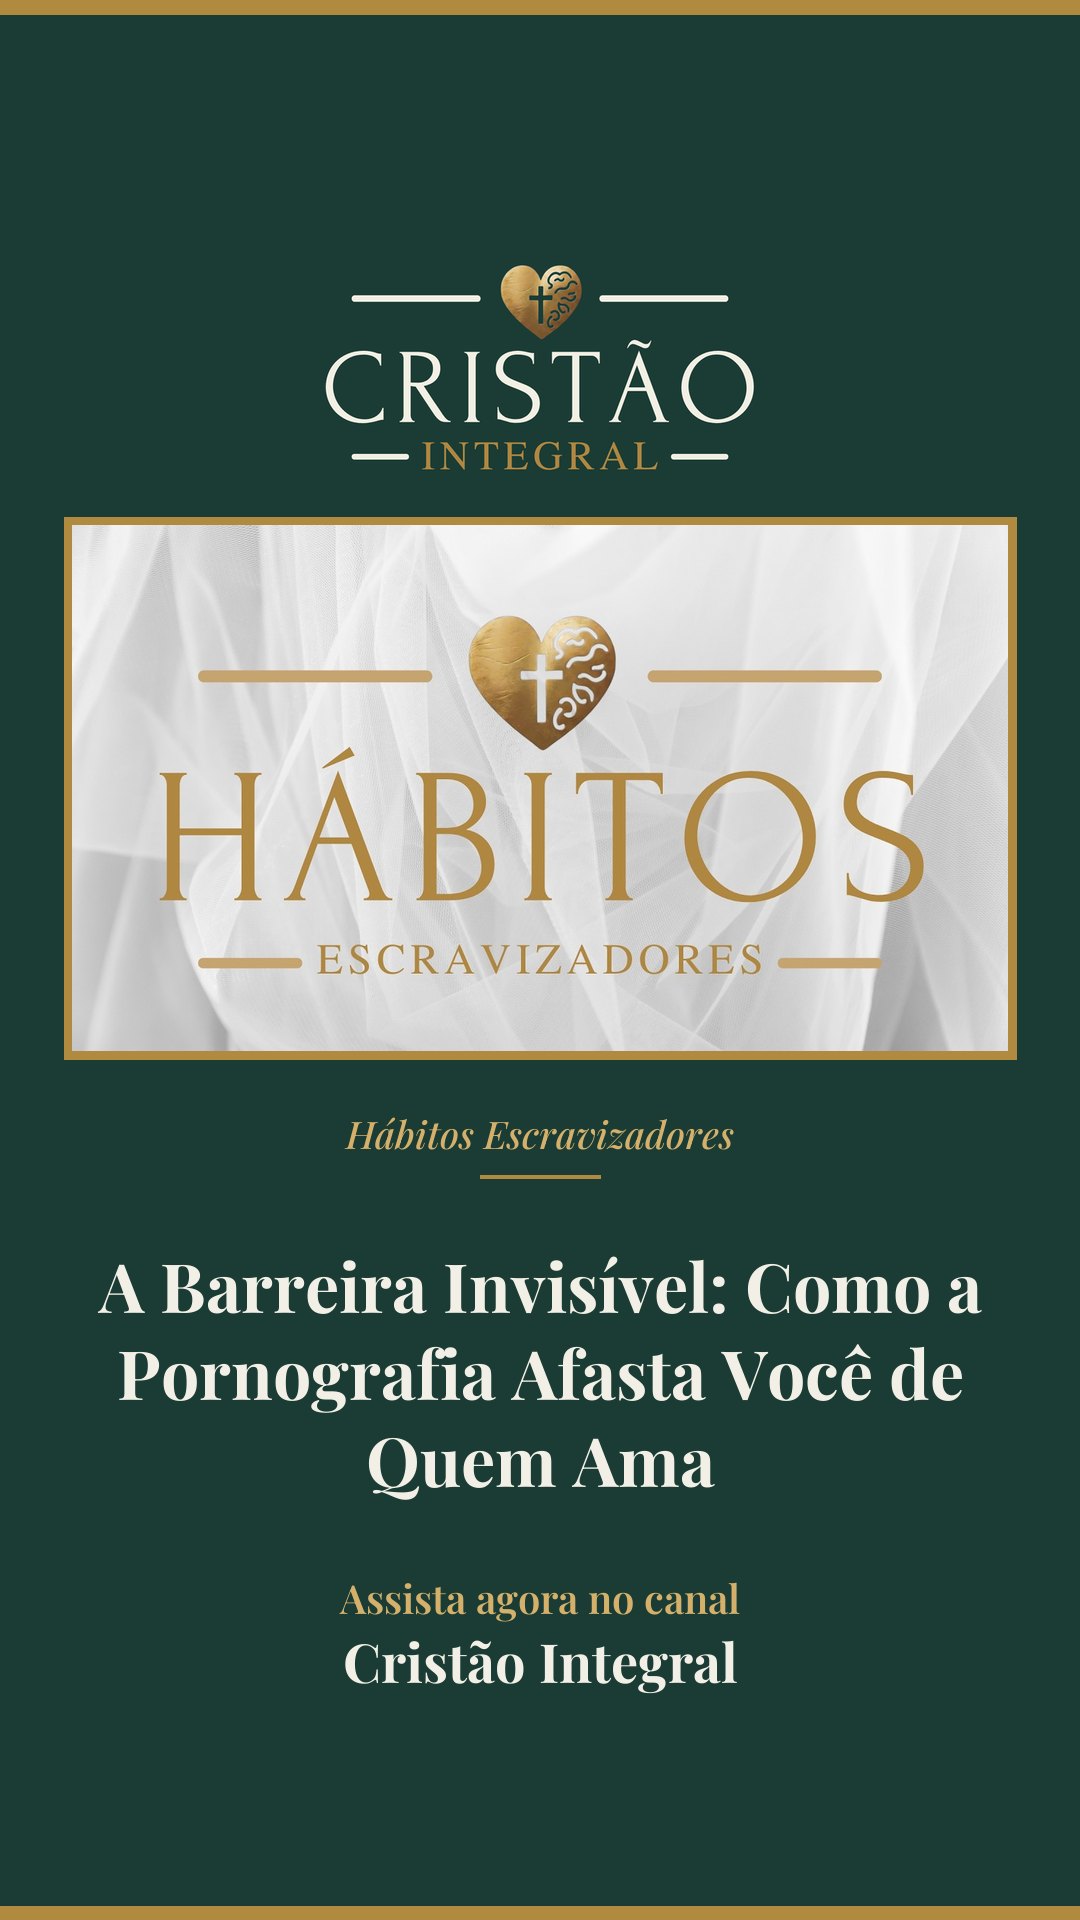 CRISTÃO
INTEGRAL
HÁBITOS
ESCRAVIZADORES
Hábitos Escravizadores
A Barreira Invisível: Como a
Pornografia Afasta Você de
Quem Ama
Assista agora no canal
Cristão Integral